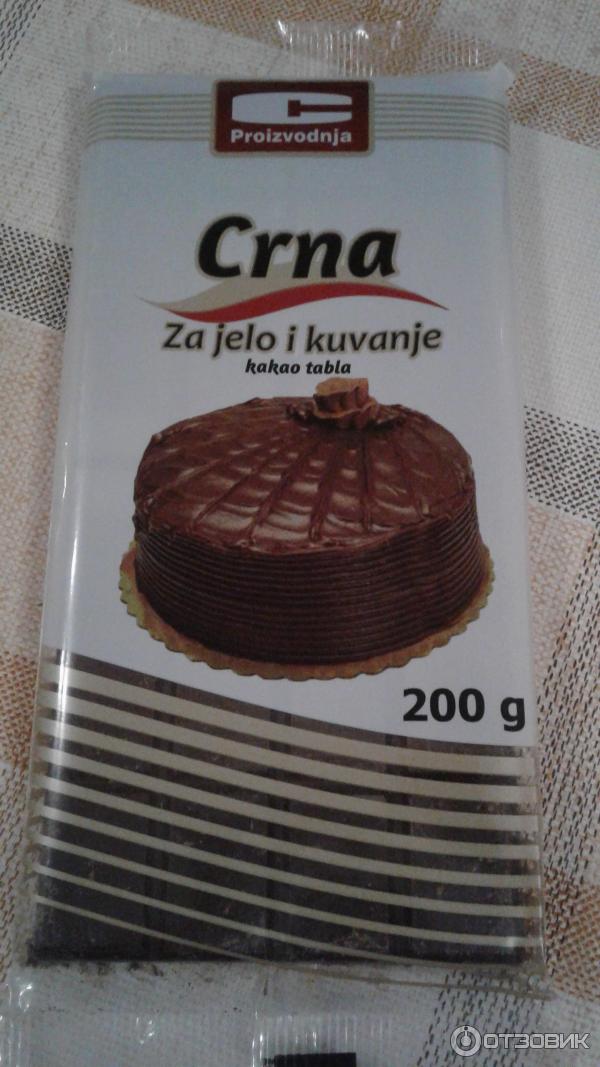 Proizvodnja
Crna
Za jelo i kuvanje
kakao tabla
200 g
ОТЗОВИК